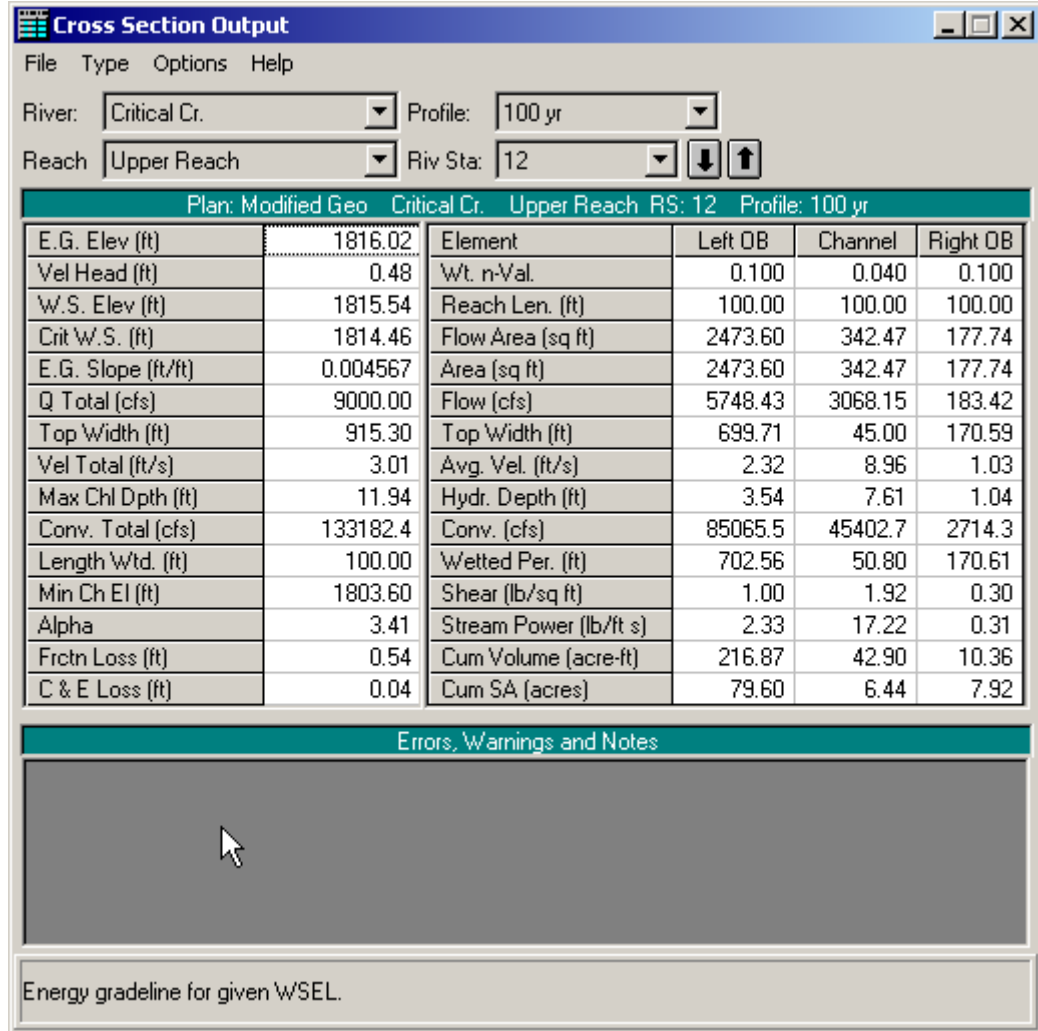 Cross Section Output
File Type Options Help
River: Critical Cr. Profile: 100 yr
Reach Upper Reach Riv Sta: 12
Plan: Modified Geo Critical Cr. Upper Reach RS: 12 Profile: 100 yr
E.G. Elev (ft) 1816.02 Element Left OB Channel Right OB
Vel Head (ft) 0.48 Wt. n-Val. 0.100 0.040 0.100
W.S. Elev (ft) 1815.54 Reach Len. (ft) 100.00 100.00 100.00
Crit W.S. (ft) 1814.46 Flow Area (sq ft) 2473.60 342.47 177.74
E.G. Slope (ft/ft) 0.004567 Area (sq ft) 2473.60 342.47 177.74
Q Total (cfs) 9000.00 Flow (cfs) 5748.43 3068.15 183.42
Top Width (ft) 915.30 Top Width (ft) 699.71 45.00 170.59
Vel Total (ft/s) 3.01 Avg. Vel. (ft/s) 2.32 8.96 1.03
Max Chl Dpth (ft) 11.94 Hydr. Depth (ft) 3.54 7.61 1.04
Conv. Total (cfs) 133182.4 Conv. (cfs) 85065.5 45402.7 2714.3
Length Wtd. (ft) 100.00 Wetted Per. (ft) 702.56 50.80 170.61
Min Ch El (ft) 1803.60 Shear (lb/sq ft) 1.00 1.92 0.30
Alpha 3.41 Stream Power (lb/ft s) 2.33 17.22 0.31
Frctn Loss (ft) 0.54 Cum Volume (acre-ft) 216.87 42.90 10.36
C & E Loss (ft) 0.04 Cum SA (acres) 79.60 6.44 7.92
Errors, Warnings and Notes
Energy gradeline for given WSEL.